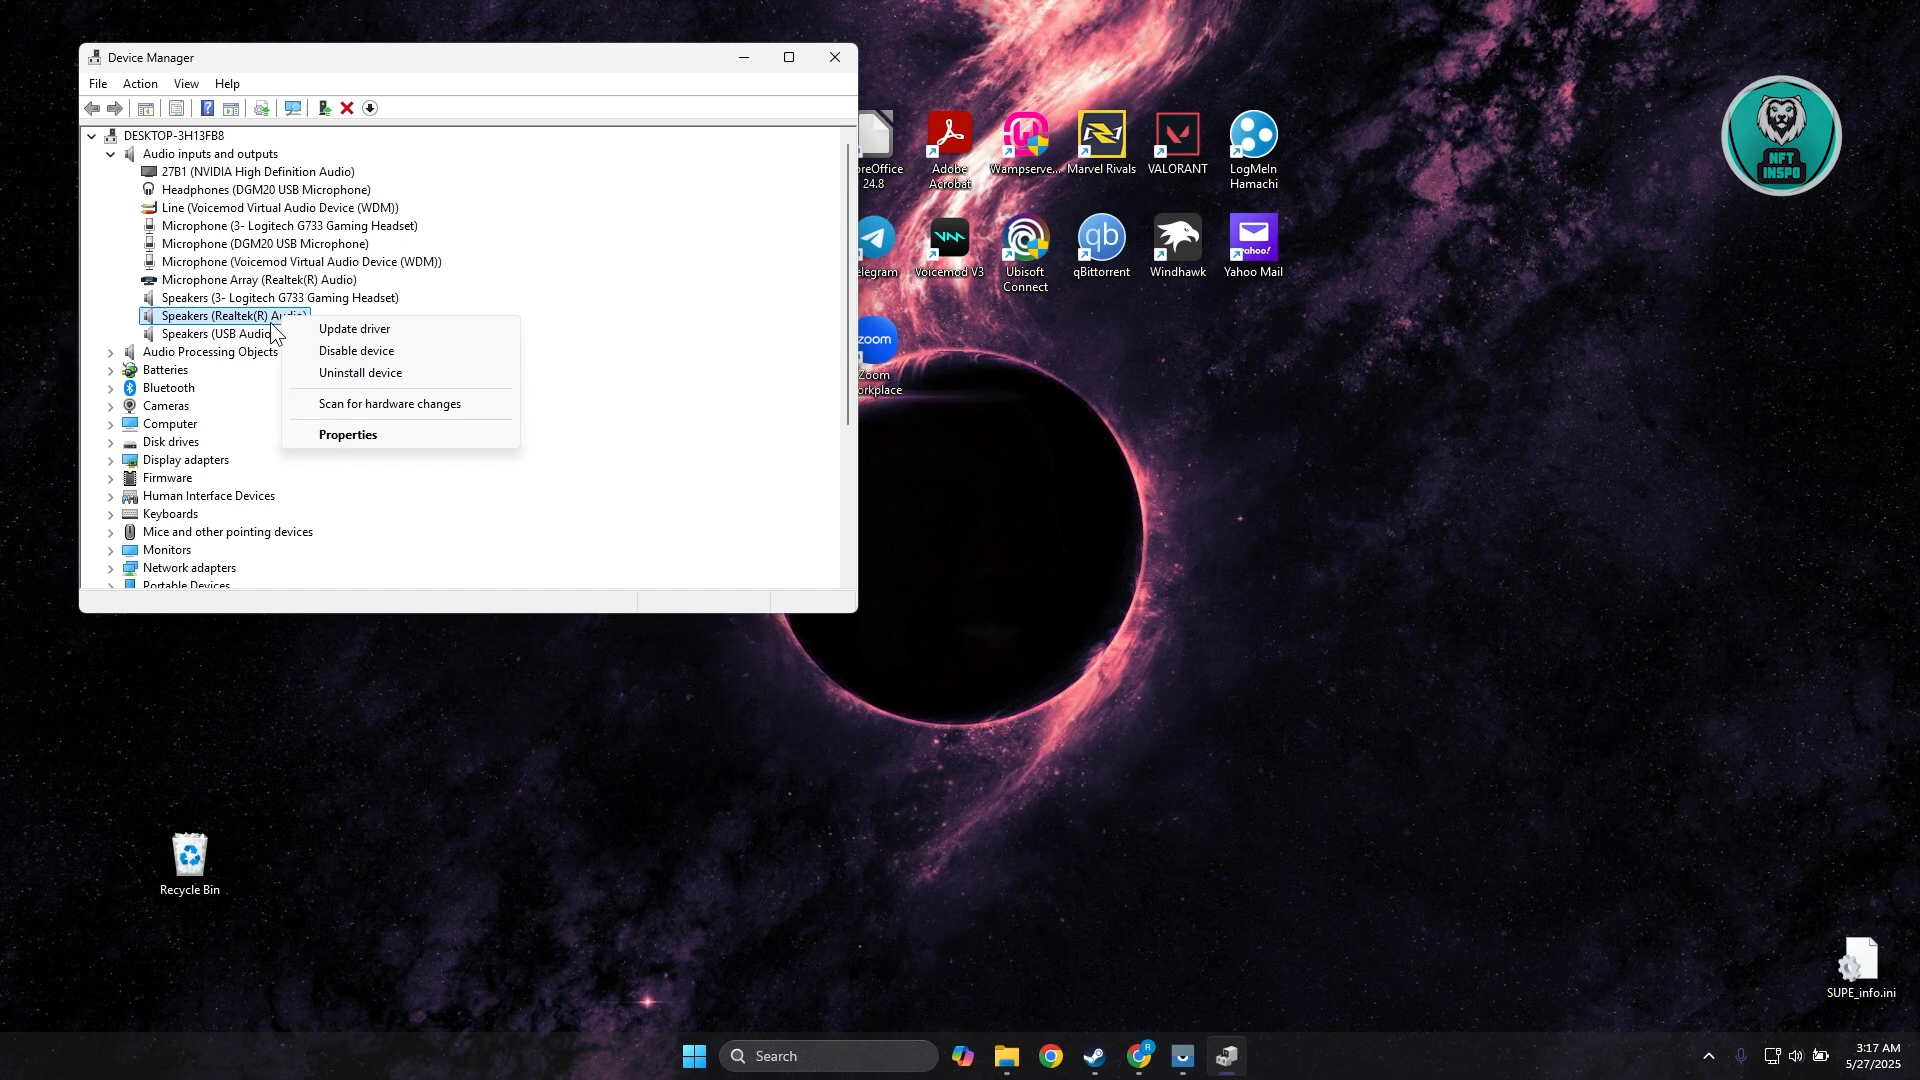 Device Manager
File Action View Help
DESKTOP-3H13FB8
Audio inputs and outputs
27B1 (NVIDIA High Definition Audio)
Headphones (DGM20 USB Microphone)
Line (Voicemod Virtual Audio Device (WDM))
Microphone (3- Logitech G733 Gaming Headset)
Microphone (DGM20 USB Microphone)
Microphone (Voicemod Virtual Audio Device (WDM))
Microphone Array (Realtek(R) Audio)
Speakers (3- Logitech G733 Gaming Headset)
Speakers (Realtek(R) Audio)
Speakers (USB Audio
Audio Processing Objects
Batteries
Bluetooth
Cameras
Computer
Disk drives
Display adapters
Firmware
Human Interface Devices
Keyboards
Mice and other pointing devices
Monitors
Network adapters
Portable Devices
Update driver
Disable device
Uninstall device
Scan for hardware changes
Properties
reOffice
24.8
Adobe
Acrobat
Wampserve...
Marvel Rivals
VALORANT
LogMeIn
Hamachi
elegram
Voicemod V3
Ubisoft
Connect
qb
qBittorrent
Windhawk
yahoo!
Yahoo Mail
zoom
Zoom
orkplace
NFT
INSPO
Recycle Bin
SUPE_info.ini
Search
R
3:17 AM
5/27/2025